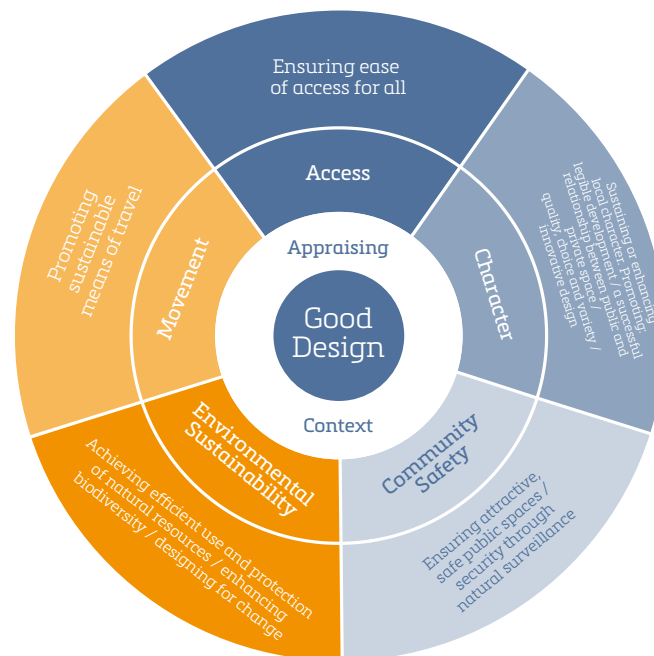 Ensuring ease
of access for all
Access
Sustaining or enhancing
local character. Promoting:
legible development / a successful
relationship between public and
private space /
quality, choice and variety /
innovative design
Character
Ensuring attractive,
safe public spaces /
security through
natural surveillance
Community
Safety
Achieving efficient use and protection
of natural resources / enhancing
biodiversity / designing for change
Environmental
Sustainability
Promoting
sustainable
means of travel
Movement
Appraising
Good
Design
Context